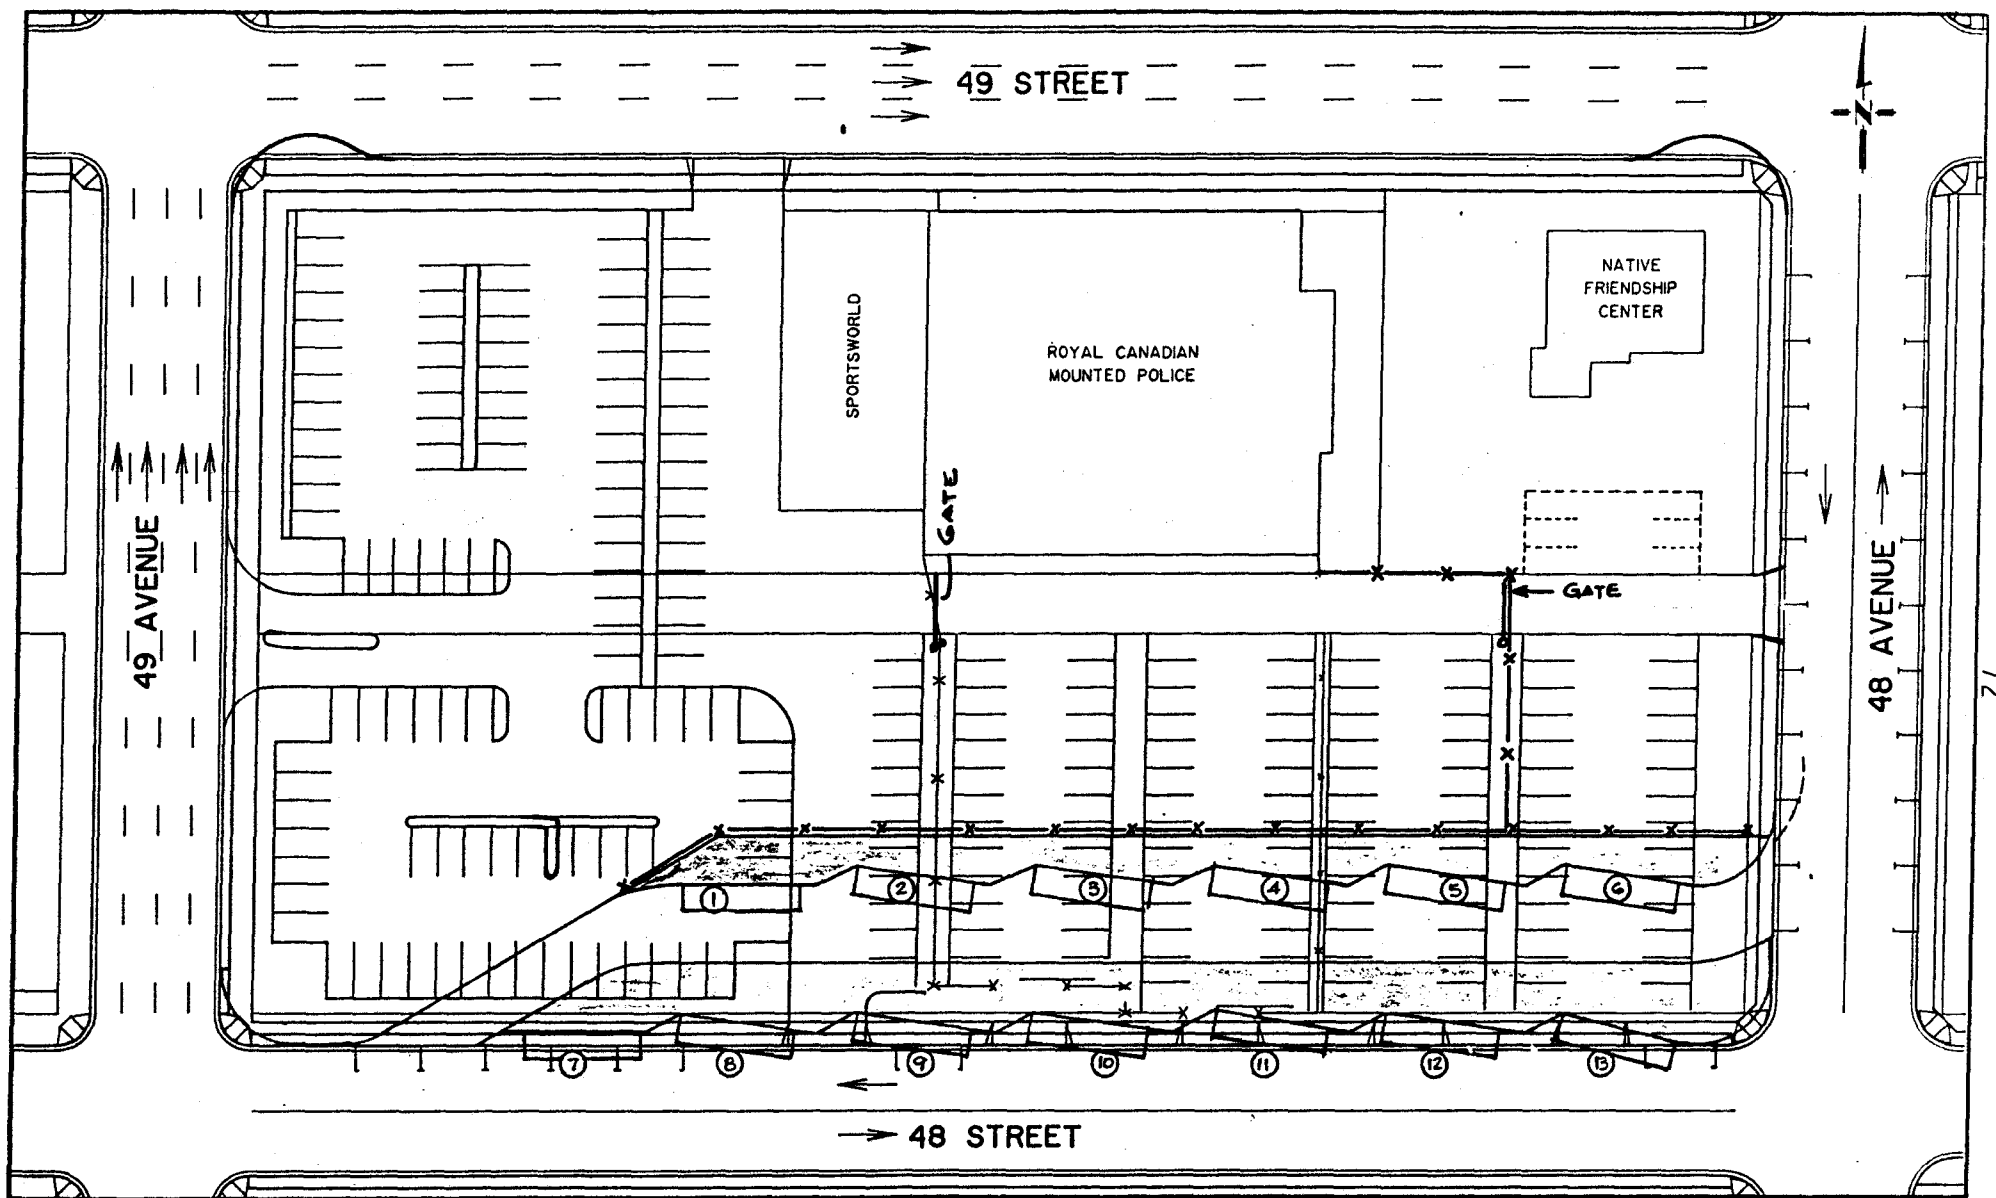 49 STREET
N
NATIVE
FRIENDSHIP
CENTER
SPORTSWORLD
ROYAL CANADIAN
MOUNTED POLICE
GATE
GATE
49 AVENUE
48 AVENUE
1
2
3
4
5
6
7
8
9
10
11
12
13
48 STREET